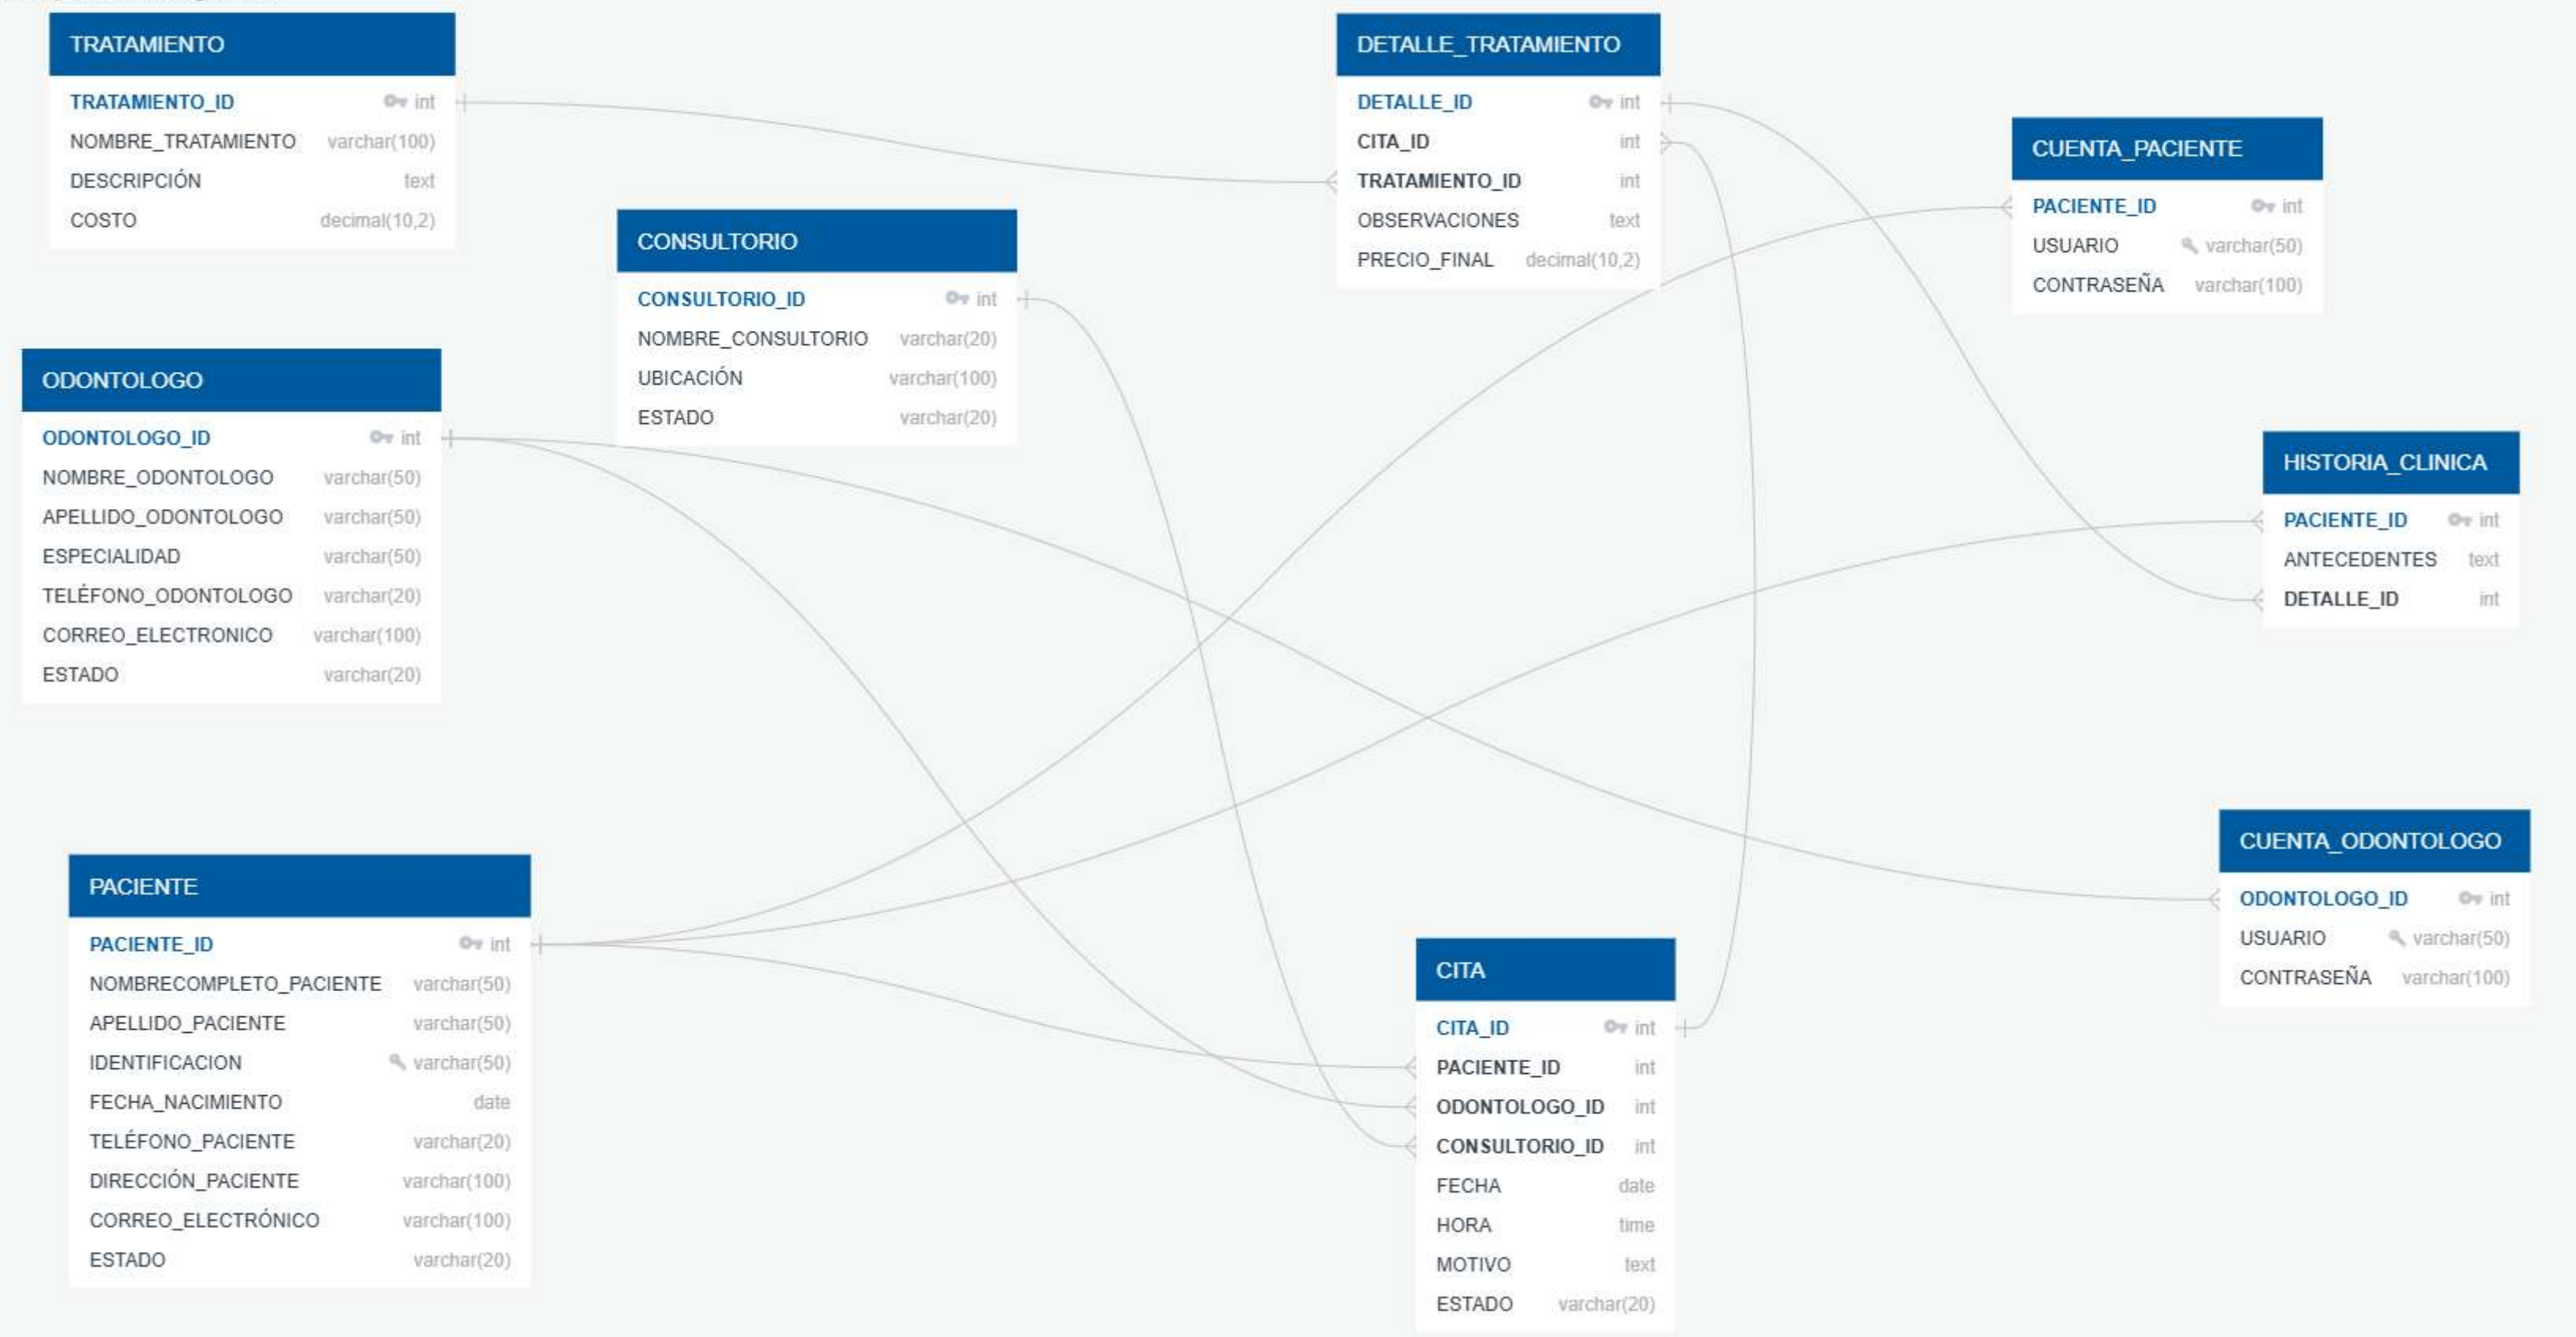 TRATAMIENTO
TRATAMIENTO_ID int
NOMBRE_TRATAMIENTO varchar(100)
DESCRIPCIÓN text
COSTO decimal(10,2)
CONSULTORIO
CONSULTORIO_ID int
NOMBRE_CONSULTORIO varchar(20)
UBICACIÓN varchar(100)
ESTADO varchar(20)
ODONTOLOGO
ODONTOLOGO_ID int
NOMBRE_ODONTOLOGO varchar(50)
APELLIDO_ODONTOLOGO varchar(50)
ESPECIALIDAD varchar(50)
TELÉFONO_ODONTOLOGO varchar(20)
CORREO_ELECTRONICO varchar(100)
ESTADO varchar(20)
PACIENTE
PACIENTE_ID int
NOMBRECOMPLETO_PACIENTE varchar(50)
APELLIDO_PACIENTE varchar(50)
IDENTIFICACION varchar(50)
FECHA_NACIMIENTO date
TELÉFONO_PACIENTE varchar(20)
DIRECCIÓN_PACIENTE varchar(100)
CORREO_ELECTRÓNICO varchar(100)
ESTADO varchar(20)
DETALLE_TRATAMIENTO
DETALLE_ID int
CITA_ID int
TRATAMIENTO_ID int
OBSERVACIONES text
PRECIO_FINAL decimal(10,2)
CUENTA_PACIENTE
PACIENTE_ID int
USUARIO varchar(50)
CONTRASEÑA varchar(100)
HISTORIA_CLINICA
PACIENTE_ID int
ANTECEDENTES text
DETALLE_ID int
CUENTA_ODONTOLOGO
ODONTOLOGO_ID int
USUARIO varchar(50)
CONTRASEÑA varchar(100)
CITA
CITA_ID int
PACIENTE_ID int
ODONTOLOGO_ID int
CONSULTORIO_ID int
FECHA date
HORA time
MOTIVO text
ESTADO varchar(20)